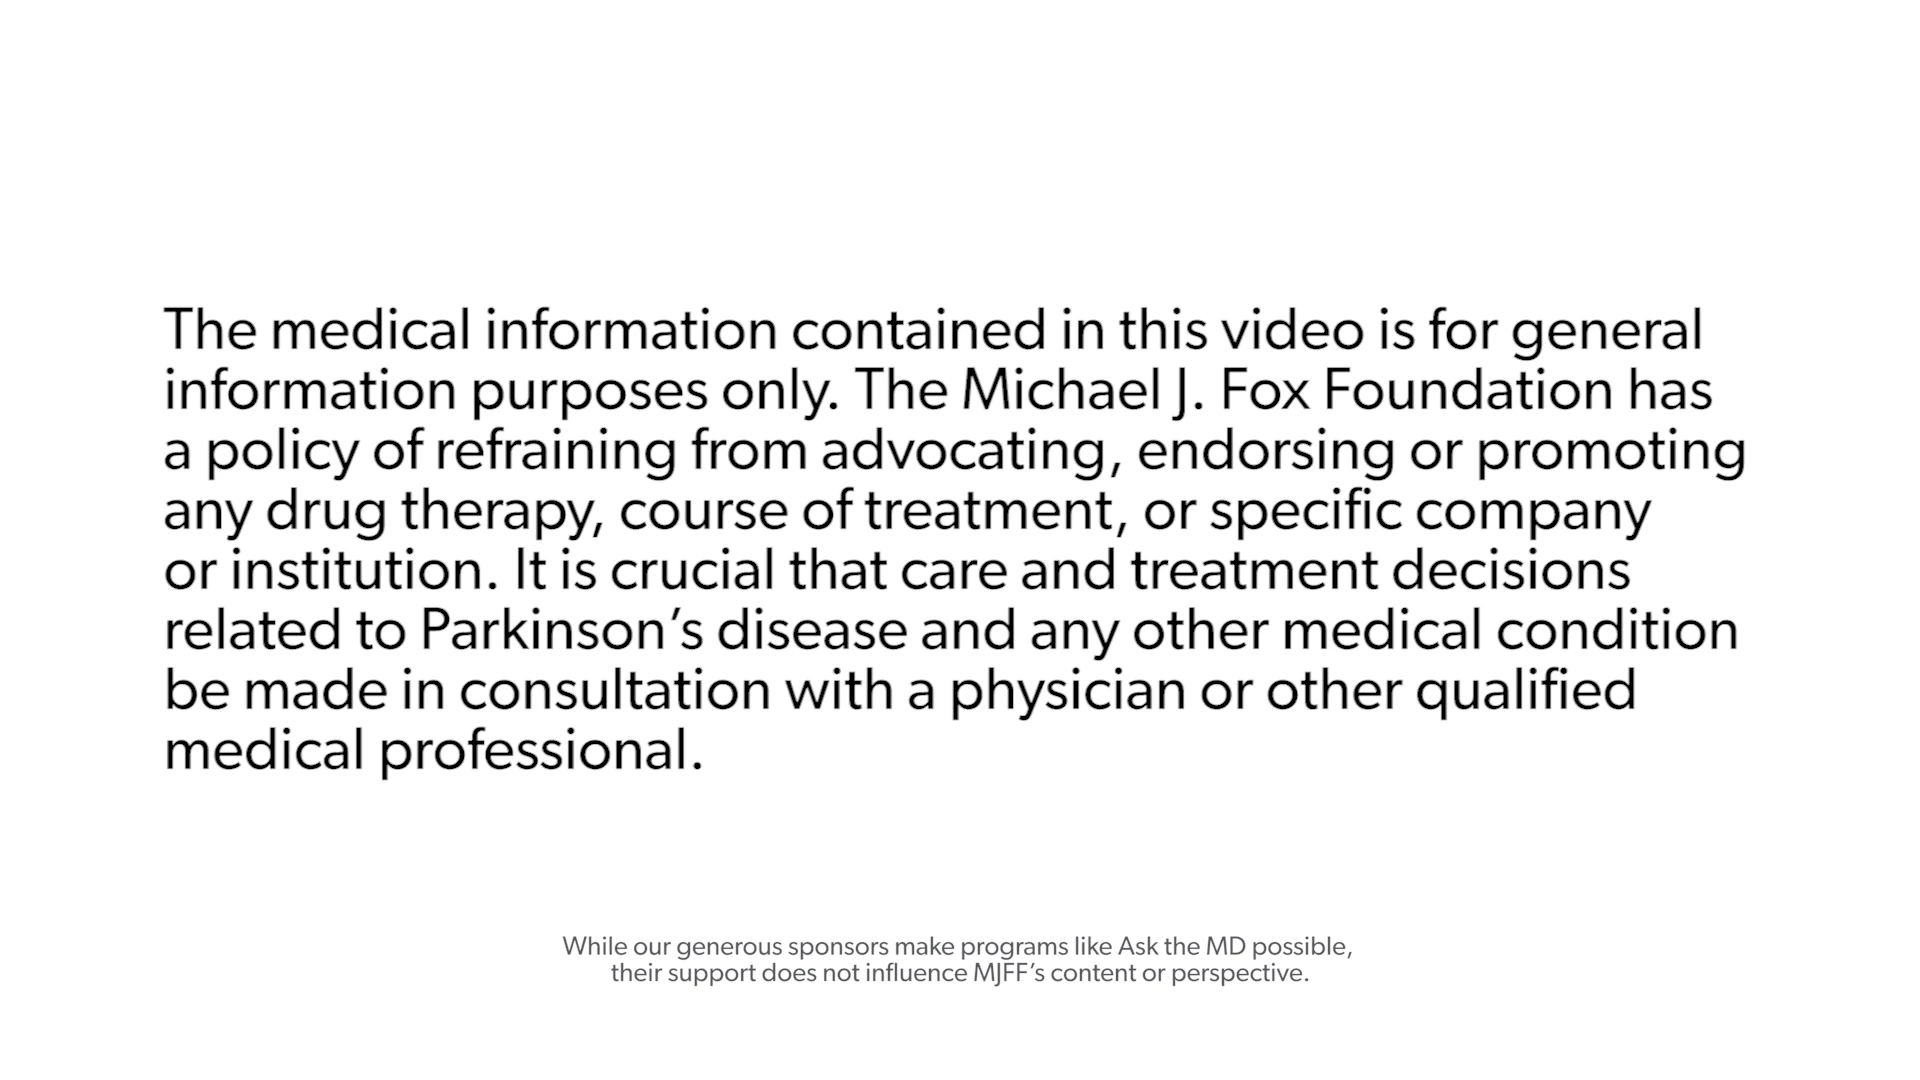 The medical information contained in this video is for general
information purposes only. The Michael J. Fox Foundation has
a policy of refraining from advocating, endorsing or promoting
any drug therapy, course of treatment, or specific company
or institution. It is crucial that care and treatment decisions
related to Parkinson’s disease and any other medical condition
be made in consultation with a physician or other qualified
medical professional.
While our generous sponsors make programs like Ask the MD possible,
their support does not influence MJFF’s content or perspective.